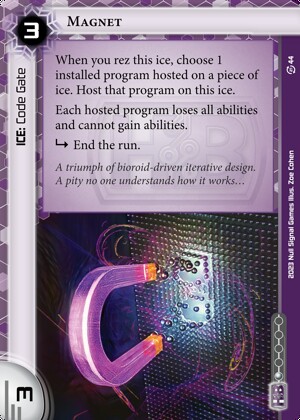 MAGNET
3
ICE: Code Gate
When you rez this ice, choose 1
installed program hosted on a piece of
ice. Host that program on this ice.
Each hosted program loses all abilities
and cannot gain abilities.
↳ End the run.
A triumph of bioroid-driven iterative design.
A pity no one understands how it works…
2023 Null Signal Games Illus. Zoe Cohen
44
3